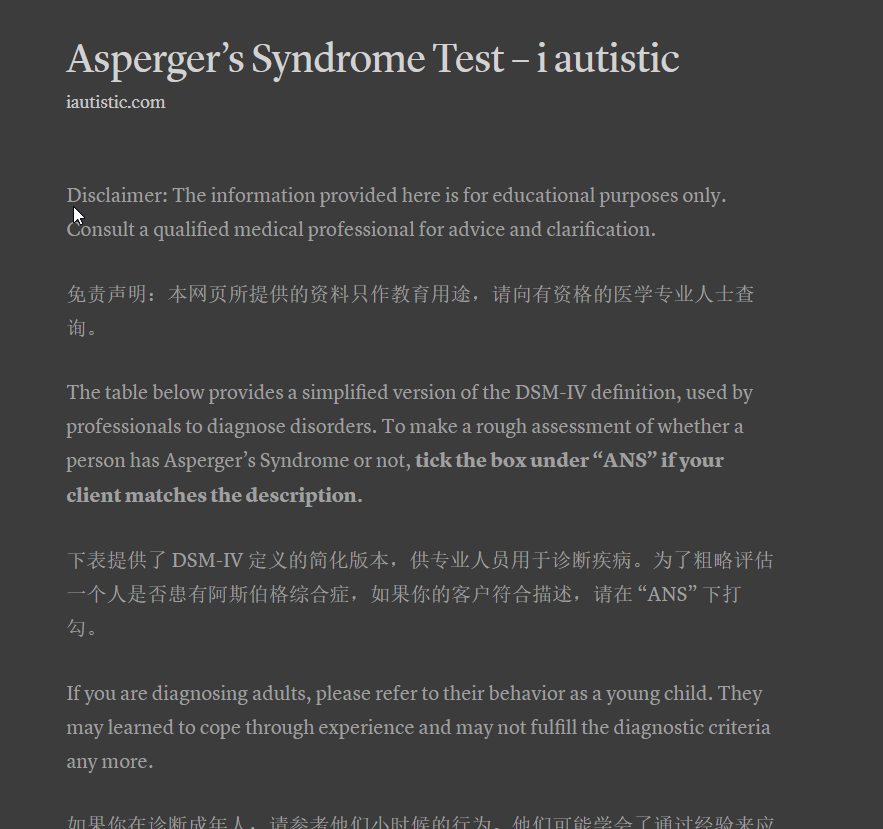 Asperger’s Syndrome Test – i autistic
iautistic.com
Disclaimer: The information provided here is for educational purposes only.
Consult a qualified medical professional for advice and clarification.
免责声明：本网页所提供的资料只作教育用途，请向有资格的医学专业人士查
询。
The table below provides a simplified version of the DSM-IV definition, used by
professionals to diagnose disorders. To make a rough assessment of whether a
person has Asperger’s Syndrome or not, tick the box under “ANS” if your
client matches the description.
下表提供了 DSM-IV 定义的简化版本，供专业人员用于诊断疾病。为了粗略评估
一个人是否患有阿斯伯格综合症，如果你的客户符合描述，请在 “ANS” 下打
勾。
If you are diagnosing adults, please refer to their behavior as a young child. They
may learned to cope through experience and may not fulfill the diagnostic criteria
any more.
如果你在诊断成年人，请参考他们小时候的行为。他们可能学会了通过经验来应